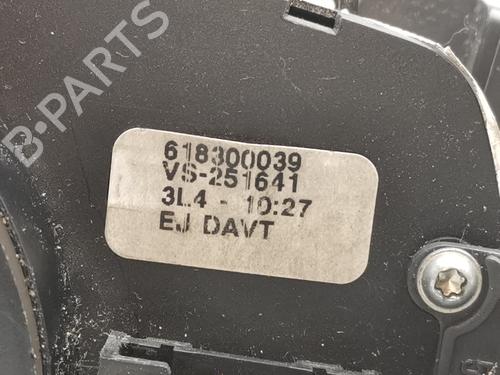 B-PARTS
618300039
VS-251641
3L4 - 10:27
EJ DAVT